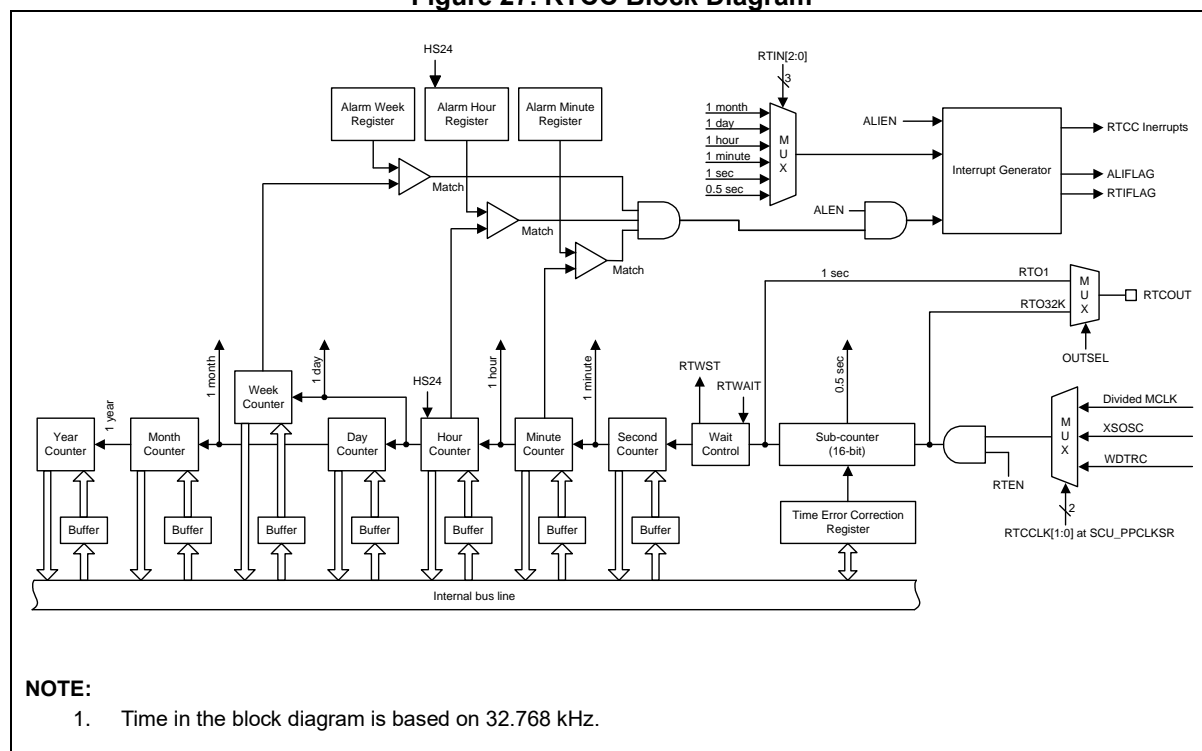 Figure 27. RTCC Block Diagram
HS24
RTIN[2:0]
3
Alarm Week
Register
Alarm Hour
Register
Alarm Minute
Register
1 month
1 day
1 hour
1 minute
1 sec
0.5 sec
M
U
X
ALIEN
Interrupt Generator
RTCC Inerrupts
ALIFLAG
RTIFLAG
Match
Match
Match
ALEN
1 sec
RTO1
RTO32K
M
U
X
RTCOUT
OUTSEL
1 month
1 day
1 hour
1 minute
0.5 sec
HS24
RTWST
RTWAIT
1 year
Week
Counter
Year
Counter
Month
Counter
Day
Counter
Hour
Counter
Minute
Counter
Second
Counter
Wait
Control
Sub-counter
(16-bit)
RTEN
M
U
X
Divided MCLK
XSOSC
WDTRC
2
RTCCLK[1:0] at SCU_PPCLKSR
Buffer
Buffer
Buffer
Buffer
Buffer
Buffer
Buffer
Time Error Correction
Register
Internal bus line
NOTE:
1. Time in the block diagram is based on 32.768 kHz.